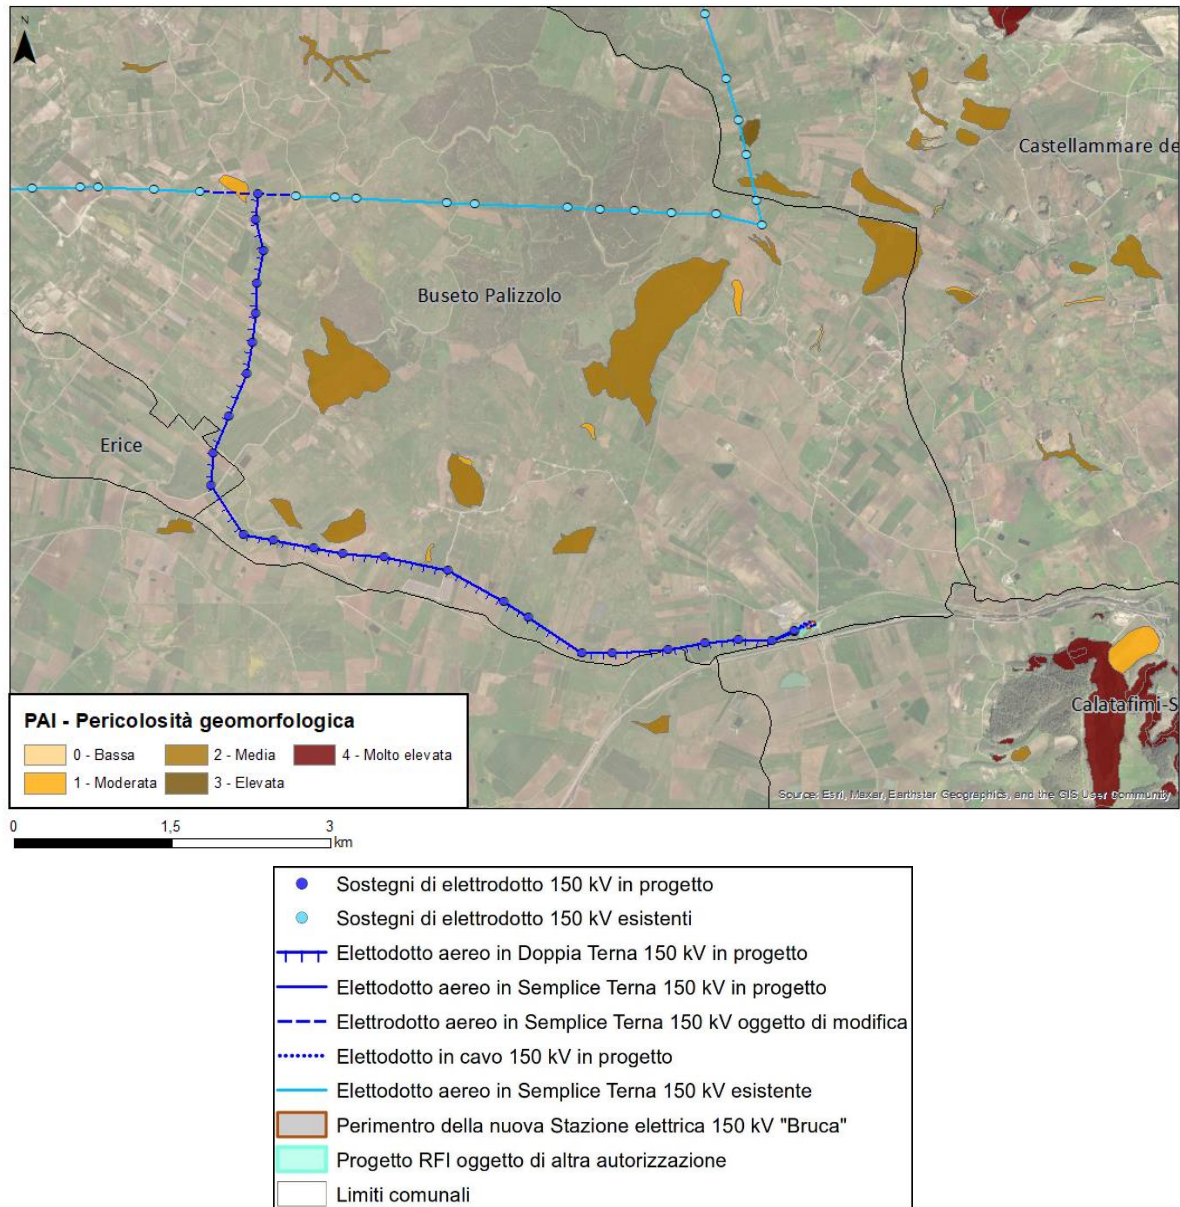 N
Castellammare de
Buseto Palizzolo
Erice
Calatafimi-S
PAI - Pericolosità geomorfologica
0 - Bassa
2 - Media
4 - Molto elevata
1 - Moderata
3 - Elevata
Source: Esri, Maxar, Earthstar Geographics, and the GIS User Community
0
1,5
3
km
Sostegni di elettrodotto 150 kV in progetto
Sostegni di elettrodotto 150 kV esistenti
Elettodotto aereo in Doppia Terna 150 kV in progetto
Elettodotto aereo in Semplice Terna 150 kV in progetto
Elettrodotto aereo in Semplice Terna 150 kV oggetto di modifica
Elettodotto in cavo 150 kV in progetto
Elettodotto aereo in Semplice Terna 150 kV esistente
Perimentro della nuova Stazione elettrica 150 kV "Bruca"
Progetto RFI oggetto di altra autorizzazione
Limiti comunali